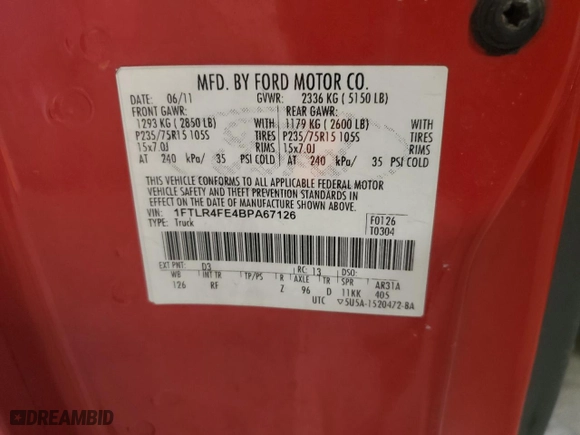 MFD. BY FORD MOTOR CO.
DATE: 06/11 GVWR: 2336 KG ( 5150 LB)
FRONT GAWR: REAR GAWR:
1293 KG ( 2850 LB) WITH 1179 KG ( 2600 LB) WITH
P235/75R15 105S TIRES P235/75R15 105S TIRES
15x7.0J RIMS 15x7.0J RIMS
AT 240 kPa/ 35 PSI COLD AT 240 kPa/ 35 PSI COLD
THIS VEHICLE CONFORMS TO ALL APPLICABLE FEDERAL MOTOR
VEHICLE SAFETY AND THEFT PREVENTION STANDARDS IN
EFFECT ON THE DATE OF MANUFACTURE SHOWN ABOVE.
VIN: 1FTLR4FE4BPA67126 F0126
TYPE: Truck T0304
EXT PNT: D3 RC: 13 DSO:
WB INT TR TP/PS R AXLE TR SPR AR31A
126 RF Z 96 D 11KK 405
UTC ▽5U5A-1520472-BA
DREAMBID